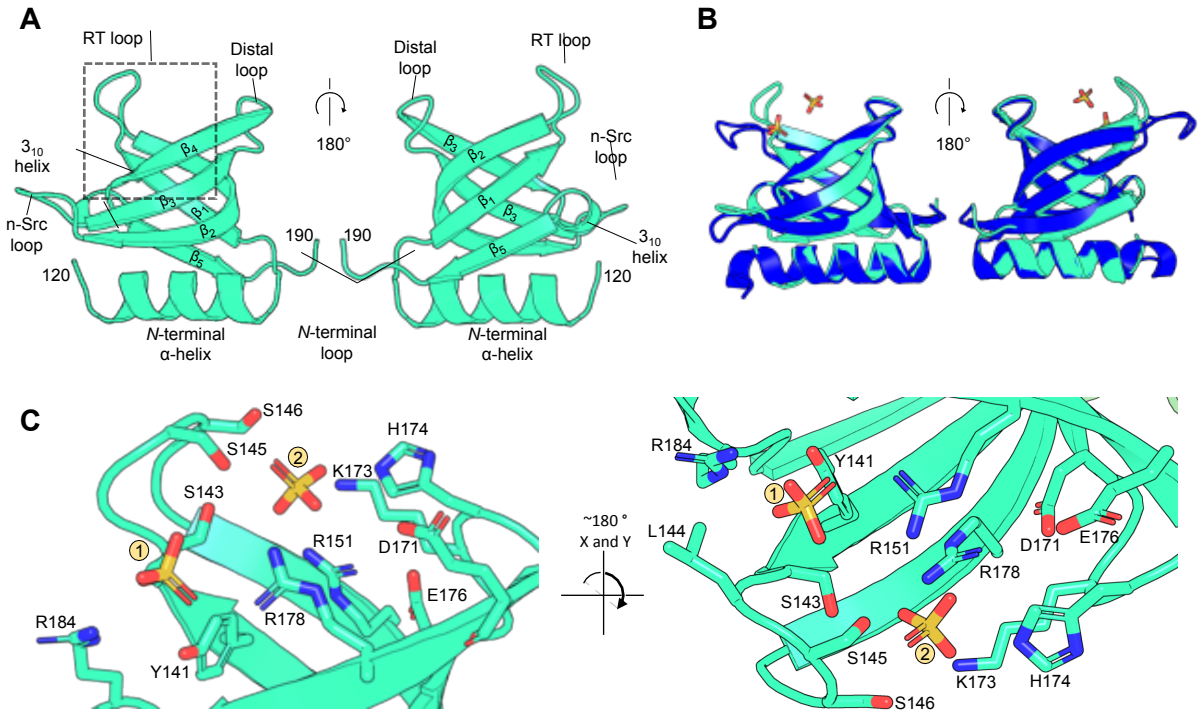 A
RT loop
Distal
loop
Distal
loop
RT loop
180°
3₁₀
helix
n-Src
loop
n-Src
loop
3₁₀
helix
β₄
β₃
β₁
β₂
β₅
β₃
β₂
β₁
β₃
β₅
120
190
190
120
N-terminal
α-helix
N-terminal
loop
N-terminal
α-helix
B
180°
C
S146
S145
2
H174
K173
S143
1
R151
D171
R178
E176
R184
Y141
~180 °
X and Y
R184
Y141
1
L144
R151
D171
E176
R178
S143
S145
2
K173
H174
S146